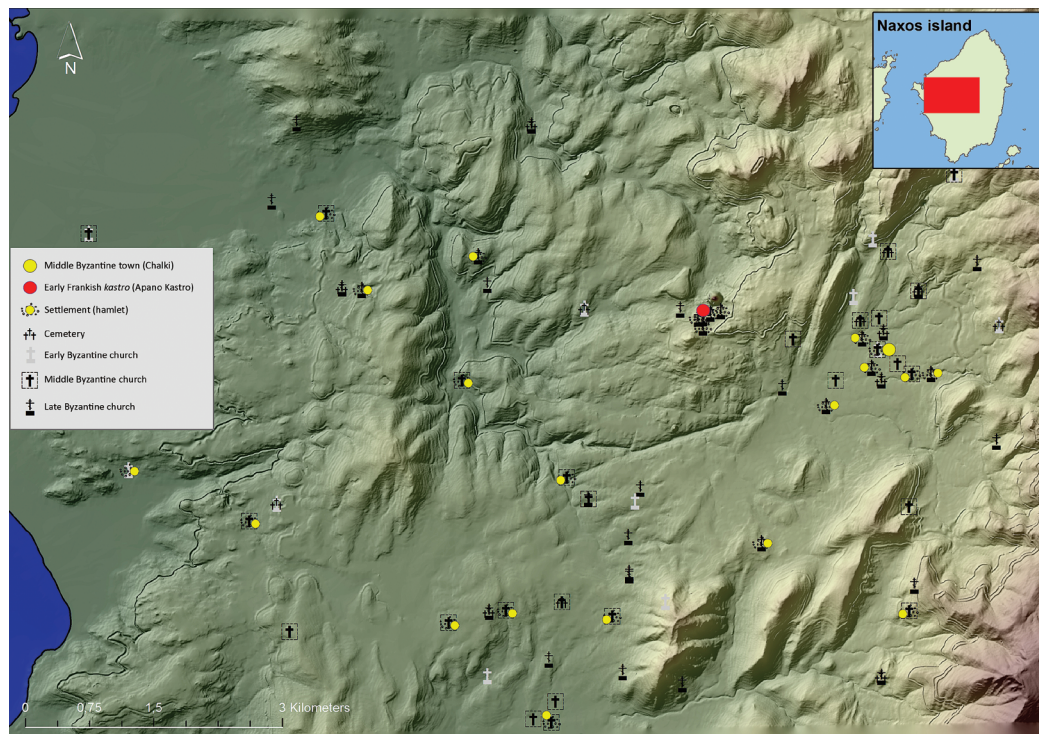 Naxos island
N
Middle Byzantine town (Chalki)
Early Frankish kastro (Apano Kastro)
Settlement (hamlet)
Cemetery
Early Byzantine church
Middle Byzantine church
Late Byzantine church
0 0.75 1.5 3 Kilometers